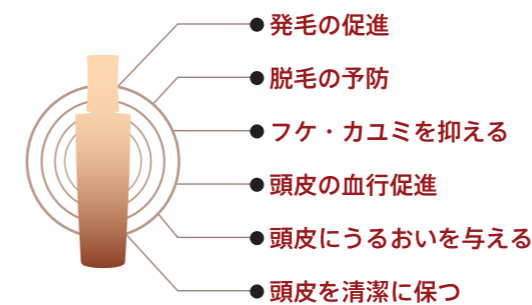 発毛の促進
脱毛の予防
フケ・カユミを抑える
頭皮の血行促進
頭皮にうるおいを与える
頭皮を清潔に保つ